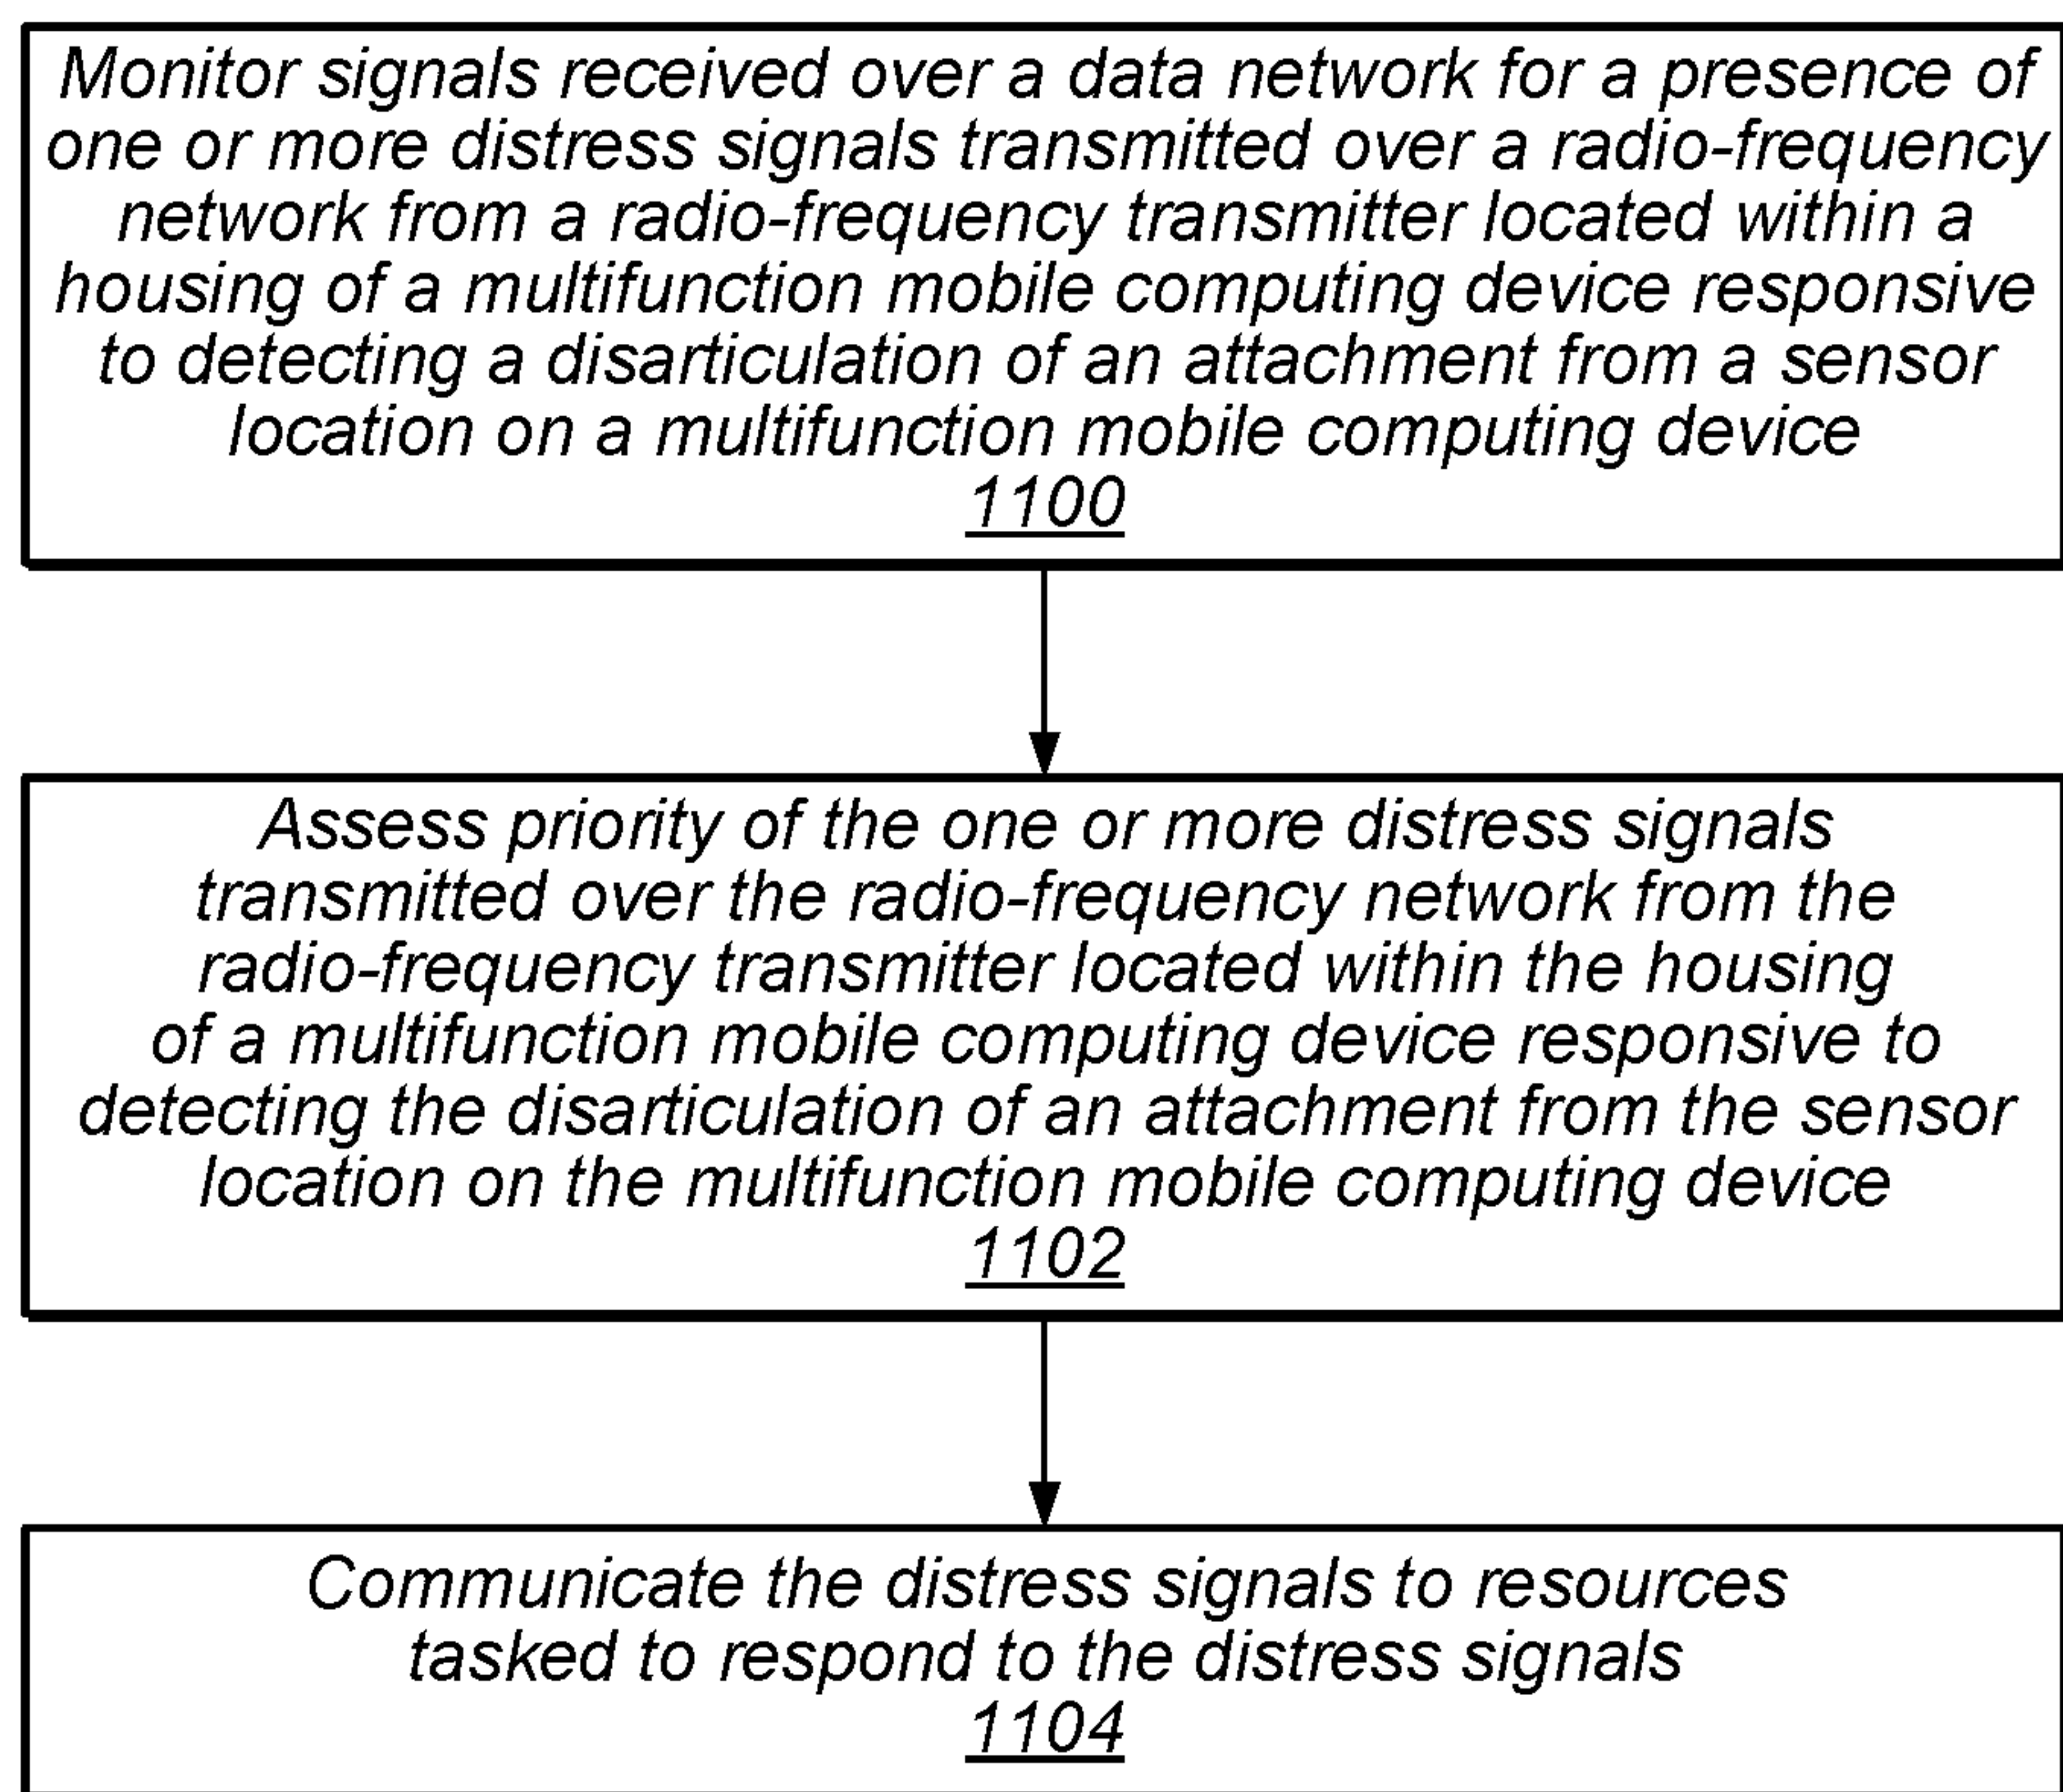 Monitor signals received over a data network for a presence of
one or more distress signals transmitted over a radio-frequency
network from a radio-frequency transmitter located within a
housing of a multifunction mobile computing device responsive
to detecting a disarticulation of an attachment from a sensor
location on a multifunction mobile computing device
1100
Assess priority of the one or more distress signals
transmitted over the radio-frequency network from the
radio-frequency transmitter located within the housing
of a multifunction mobile computing device responsive to
detecting the disarticulation of an attachment from the sensor
location on the multifunction mobile computing device
1102
Communicate the distress signals to resources
tasked to respond to the distress signals
1104